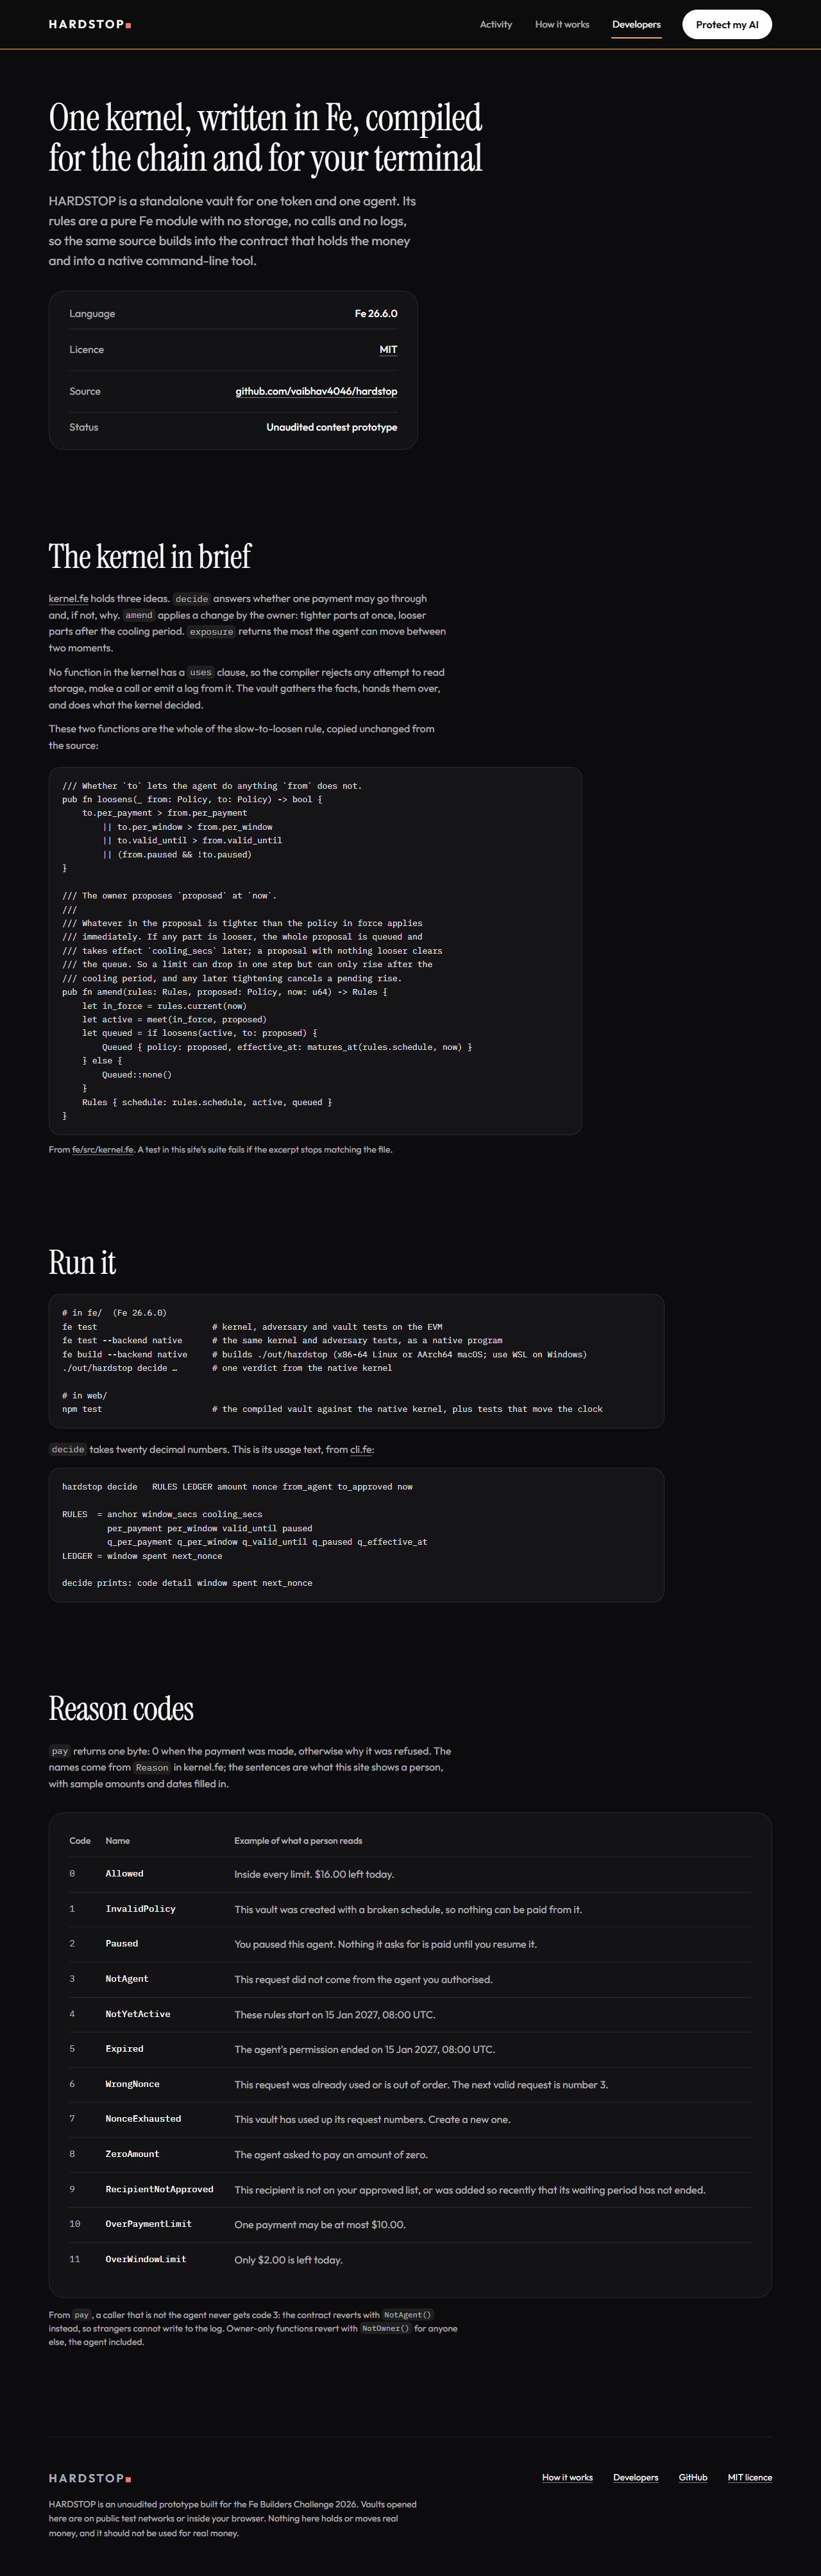 HARDSTOP
Activity How it works Developers Protect my AI
One kernel, written in Fe, compiled
for the chain and for your terminal
HARDSTOP is a standalone vault for one token and one agent. Its
rules are a pure Fe module with no storage, no calls and no logs,
so the same source builds into the contract that holds the money
and into a native command-line tool.
Language Fe 26.6.0
Licence MIT
Source github.com/vaibhav4046/hardstop
Status Unaudited contest prototype
The kernel in brief
kernel.fe holds three ideas. decide answers whether one payment may go through
and, if not, why. amend applies a change by the owner: tighter parts at once, looser
parts after the cooling period. exposure returns the most the agent can move between
two moments.
No function in the kernel has a uses clause, so the compiler rejects any attempt to read
storage, make a call or emit a log from it. The vault gathers the facts, hands them over,
and does what the kernel decided.
These two functions are the whole of the slow-to-loosen rule, copied unchanged from
the source:
/// Whether `to` lets the agent do anything `from` does not.
pub fn loosens(_ from: Policy, to: Policy) -> bool {
    to.per_payment > from.per_payment
        || to.per_window > from.per_window
        || to.valid_until > from.valid_until
        || (from.paused && !to.paused)
}
/// The owner proposes `proposed` at `now`.
///
/// Whatever in the proposal is tighter than the policy in force applies
/// immediately. If any part is looser, the whole proposal is queued and
/// takes effect `cooling_secs` later; a proposal with nothing looser clears
/// the queue. So a limit can drop in one step but can only rise after the
/// cooling period, and any later tightening cancels a pending rise.
pub fn amend(rules: Rules, proposed: Policy, now: u64) -> Rules {
    let in_force = rules.current(now)
    let active = meet(in_force, proposed)
    let queued = if loosens(active, to: proposed) {
        Queued { policy: proposed, effective_at: matures_at(rules.schedule, now) }
    } else {
        Queued::none()
    }
    Rules { schedule: rules.schedule, active, queued }
}
From fe/src/kernel.fe. A test in this site's suite fails if the excerpt stops matching the file.
Run it
# in fe/  (Fe 26.6.0)
fe test                       # kernel, adversary and vault tests on the EVM
fe test --backend native      # the same kernel and adversary tests, as a native program
fe build --backend native     # builds ./out/hardstop (x86-64 Linux or AArch64 macOS; use WSL on Windows)
./out/hardstop decide …       # one verdict from the native kernel
# in web/
npm test                      # the compiled vault against the native kernel, plus tests that move the clock
decide takes twenty decimal numbers. This is its usage text, from cli.fe:
hardstop decide   RULES LEDGER amount nonce from_agent to_approved now
RULES  = anchor window_secs cooling_secs
         per_payment per_window valid_until paused
         q_per_payment q_per_window q_valid_until q_paused q_effective_at
LEDGER = window spent next_nonce
decide prints: code detail window spent next_nonce
Reason codes
pay returns one byte: 0 when the payment was made, otherwise why it was refused. The
names come from Reason in kernel.fe; the sentences are what this site shows a person,
with sample amounts and dates filled in.
Code Name Example of what a person reads
0 Allowed Inside every limit. $16.00 left today.
1 InvalidPolicy This vault was created with a broken schedule, so nothing can be paid from it.
2 Paused You paused this agent. Nothing it asks for is paid until you resume it.
3 NotAgent This request did not come from the agent you authorised.
4 NotYetActive These rules start on 15 Jan 2027, 08:00 UTC.
5 Expired The agent's permission ended on 15 Jan 2027, 08:00 UTC.
6 WrongNonce This request was already used or is out of order. The next valid request is number 3.
7 NonceExhausted This vault has used up its request numbers. Create a new one.
8 ZeroAmount The agent asked to pay an amount of zero.
9 RecipientNotApproved This recipient is not on your approved list, or was added so recently that its waiting period has not ended.
10 OverPaymentLimit One payment may be at most $10.00.
11 OverWindowLimit Only $2.00 is left today.
From pay, a caller that is not the agent never gets code 3: the contract reverts with NotAgent()
instead, so strangers cannot write to the log. Owner-only functions revert with NotOwner() for anyone
else, the agent included.
HARDSTOP
How it works Developers GitHub MIT licence
HARDSTOP is an unaudited prototype built for the Fe Builders Challenge 2026. Vaults opened
here are on public test networks or inside your browser. Nothing here holds or moves real
money, and it should not be used for real money.